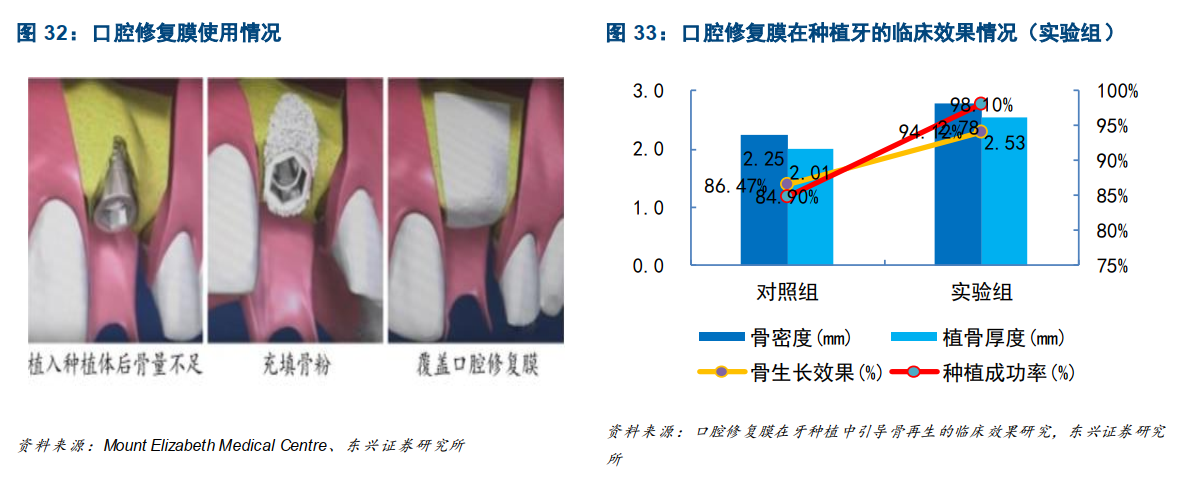 图 32：口腔修复膜使用情况
植入种植体后骨量不足
充填骨粉
覆盖口腔修复膜
资料来源：Mount Elizabeth Medical Centre、东兴证券研究所
图 33：口腔修复膜在种植牙的临床效果情况（实验组）
3.0
2.0
1.0
0.0
100%
95%
90%
85%
80%
75%
2.25
2.01
86.47%
84.90%
98.10%
94.12%
2.78
2.53
对照组
实验组
骨密度(mm)
植骨厚度(mm)
骨生长效果(%)
种植成功率(%)
资料来源：口腔修复膜在牙种植中引导骨再生的临床效果研究，东兴证券研究
所